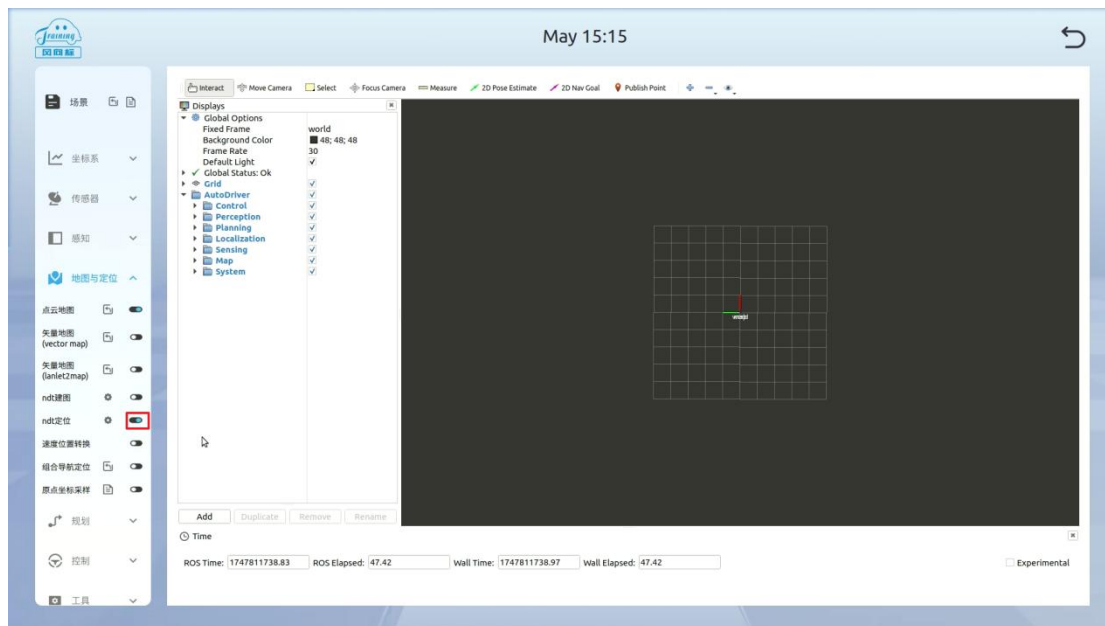 Training
风向标
May 15:15
场景
坐标系
传感器
感知
地图与定位
点云地图
矢量地图
(vector map)
矢量地图
(lanlet2map)
ndt建图
ndt定位
速度位置转换
组合导航定位
原点坐标采样
规划
控制
工具
Interact Move Camera Select Focus Camera Measure 2D Pose Estimate 2D Nav Goal Publish Point
Displays
Global Options
Fixed Frame world
Background Color 48; 48; 48
Frame Rate 30
Default Light
Global Status: Ok
Grid
AutoDriver
Control
Perception
Planning
Localization
Sensing
Map
System
Add Duplicate Remove Rename
Time
ROS Time: 1747811738.83 ROS Elapsed: 47.42 Wall Time: 1747811738.97 Wall Elapsed: 47.42 Experimental